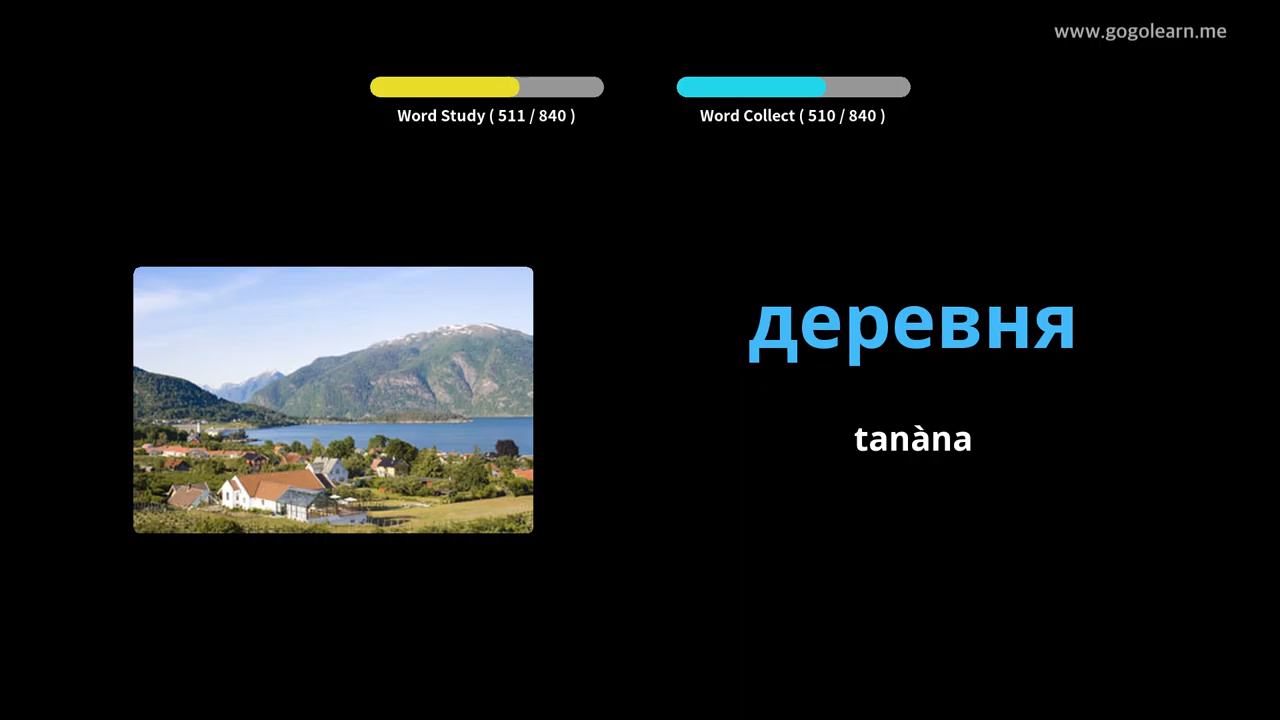 www.gogolearn.me
Word Study ( 511 / 840 )
Word Collect ( 510 / 840 )
деревня
tanàna